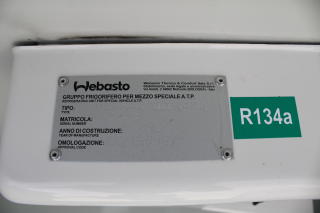 Webasto
Webasto Thermo & Comfort Italy S.r.l.
GRUPPO FRIGORIFERO PER MEZZO SPECIALE A.T.P.
REFRIGERATING UNIT FOR SPECIAL VEHICLE A.T.P.
TIPO:
TYPE:
MATRICOLA:
SERIAL NUMBER
ANNO DI COSTRUZIONE:
YEAR OF MANUFACTURE
OMOLOGAZIONE:
APPROVAL
R134a